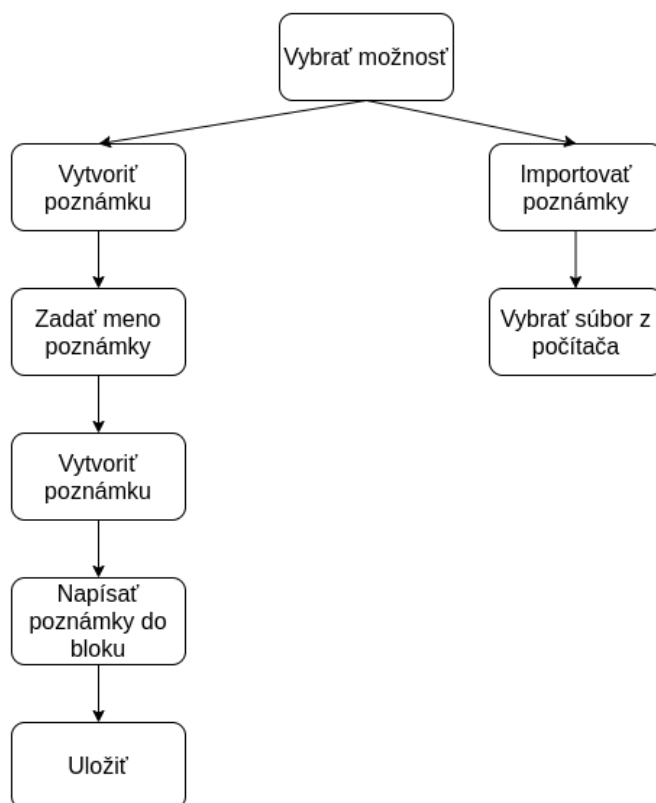 Vybrať možnosť
Vytvoriť
poznámku
Importovať
poznámky
Zadať meno
poznámky
Vybrať súbor z
počítača
Vytvoriť
poznámku
Napísať
poznámky do
bloku
Uložiť